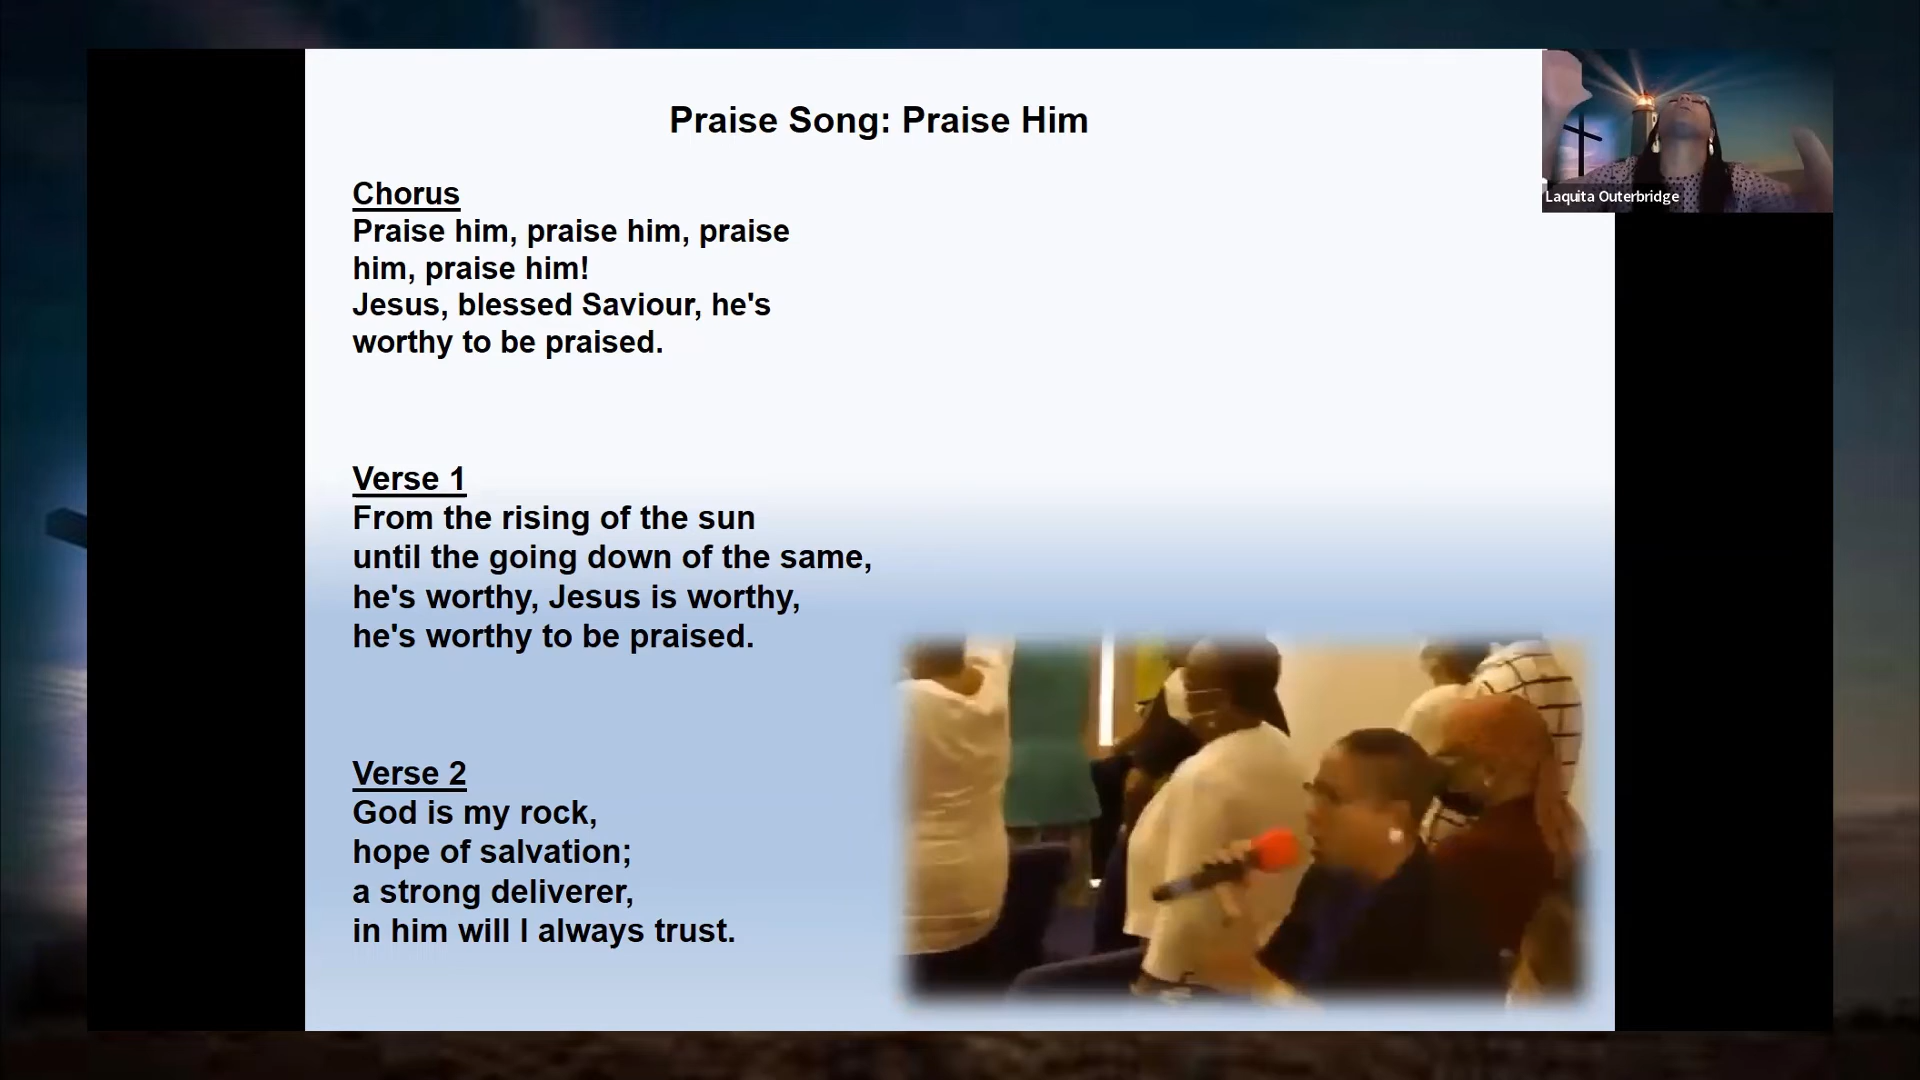 Praise Song: Praise Him
Laquita Outerbridge
Chorus
Praise him, praise him, praise
him, praise him!
Jesus, blessed Saviour, he's
worthy to be praised.
Verse 1
From the rising of the sun
until the going down of the same,
he's worthy, Jesus is worthy,
he's worthy to be praised.
Verse 2
God is my rock,
hope of salvation;
a strong deliverer,
in him will I always trust.